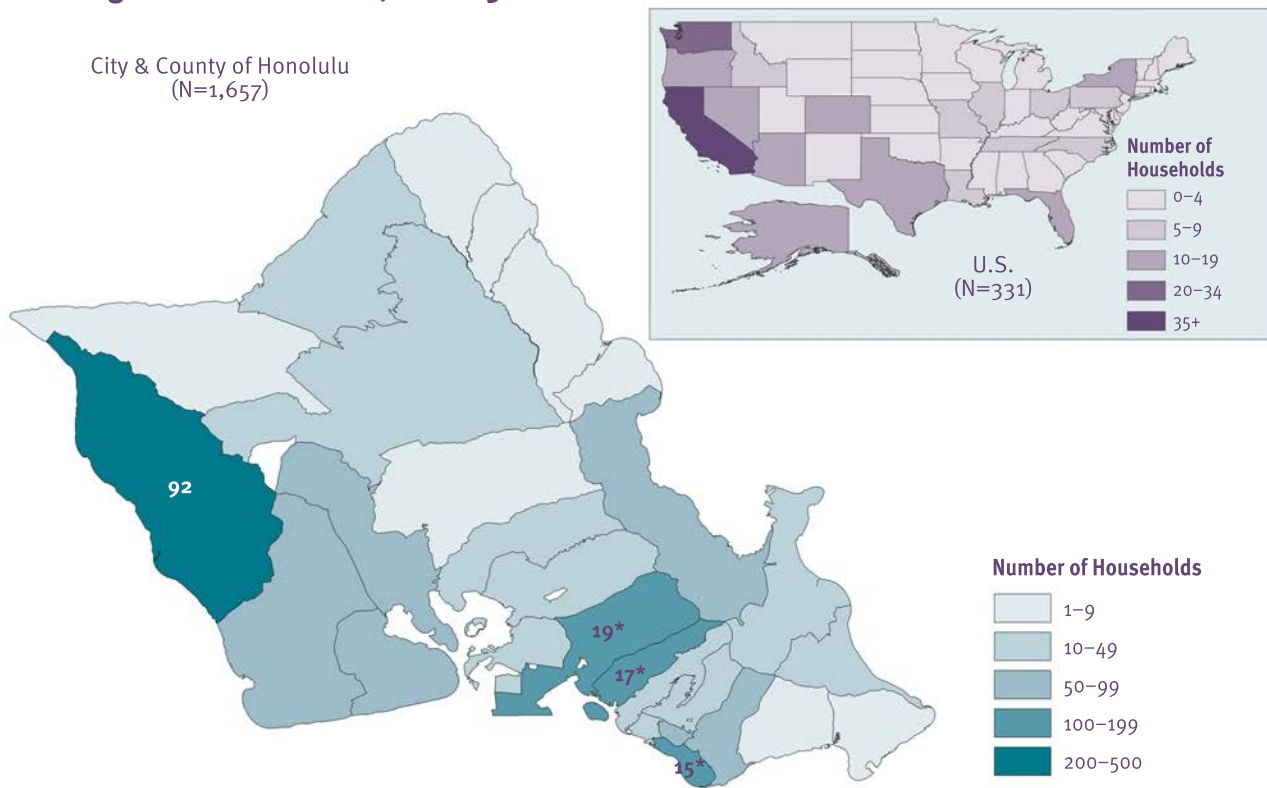 City & County of Honolulu
(N=1,657)
Number of
Households
0–4
5–9
10–19
20–34
35+
U.S.
(N=331)
92
19*
17*
15*
Number of Households
1–9
10–49
50–99
100–199
200–500